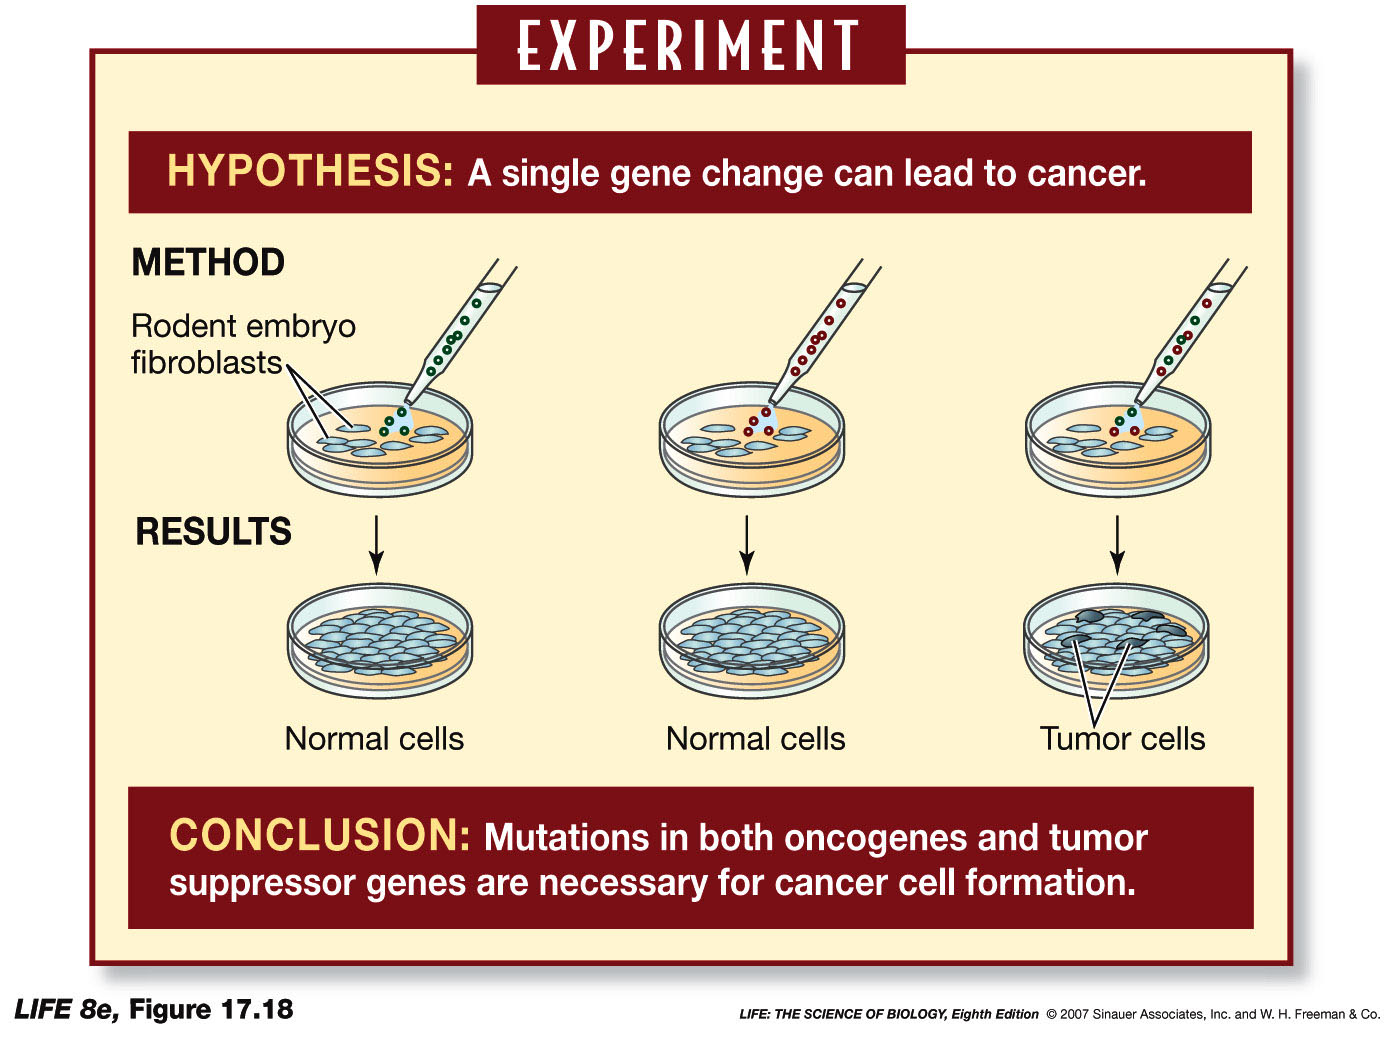 EXPERIMENT
HYPOTHESIS: A single gene change can lead to cancer.
METHOD
Rodent embryo
fibroblasts
RESULTS
Normal cells
Normal cells
Tumor cells
CONCLUSION: Mutations in both oncogenes and tumor
suppressor genes are necessary for cancer cell formation.
LIFE 8e, Figure 17.18
LIFE: THE SCIENCE OF BIOLOGY, Eighth Edition © 2007 Sinauer Associates, Inc. and W. H. Freeman & Co.